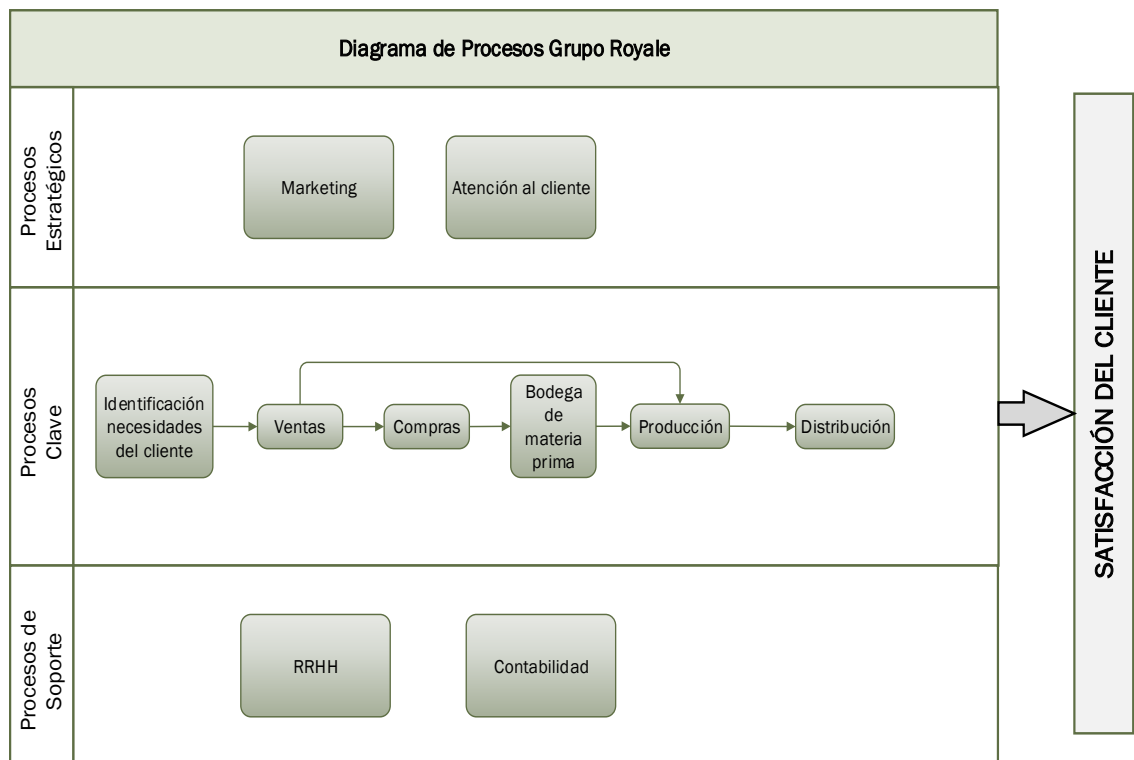 Diagrama de Procesos Grupo Royale
Procesos
Estratégicos
Marketing
Atención al cliente
Procesos
Clave
Identificación
necesidades
del cliente
Ventas
Compras
Bodega
de
materia
prima
Producción
Distribución
Procesos de
Soporte
RRHH
Contabilidad
SATISFACCIÓN DEL CLIENTE